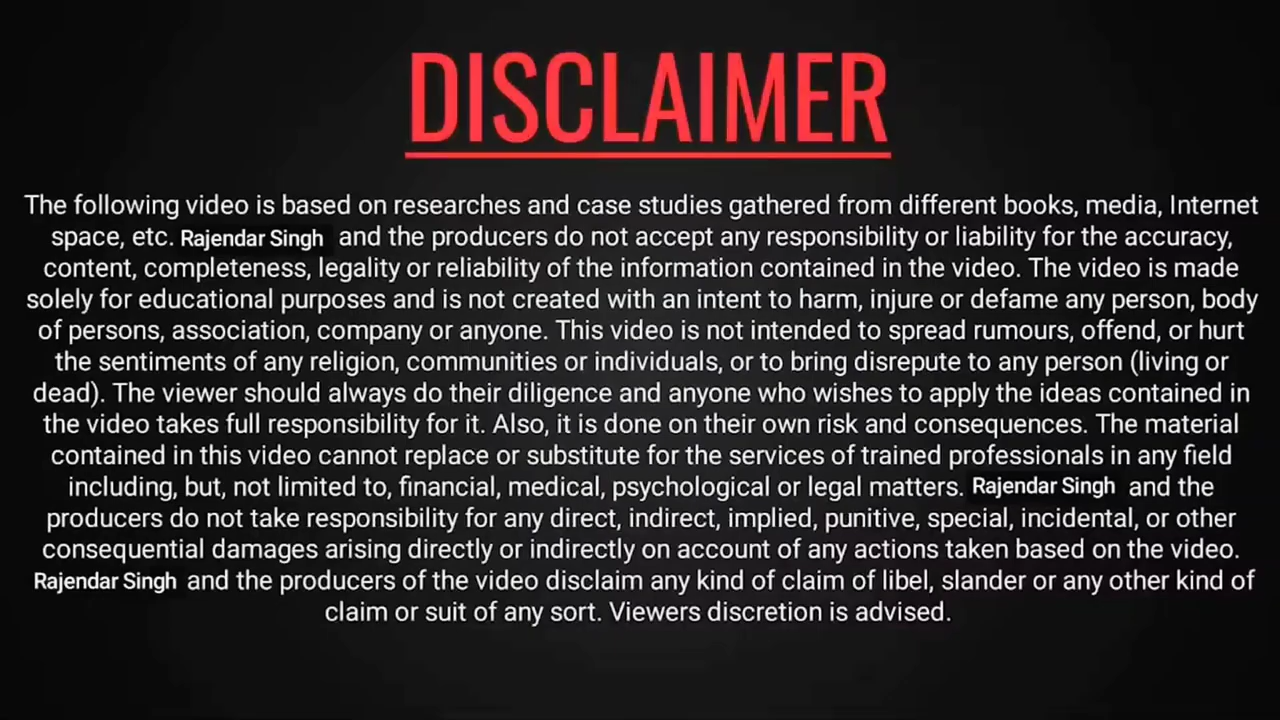 DISCLAIMER
The following video is based on researches and case studies gathered from different books, media, Internet
space, etc. Rajendar Singh and the producers do not accept any responsibility or liability for the accuracy,
content, completeness, legality or reliability of the information contained in the video. The video is made
solely for educational purposes and is not created with an intent to harm, injure or defame any person, body
of persons, association, company or anyone. This video is not intended to spread rumours, offend, or hurt
the sentiments of any religion, communities or individuals, or to bring disrepute to any person (living or
dead). The viewer should always do their diligence and anyone who wishes to apply the ideas contained in
the video takes full responsibility for it. Also, it is done on their own risk and consequences. The material
contained in this video cannot replace or substitute for the services of trained professionals in any field
including, but, not limited to, financial, medical, psychological or legal matters. Rajendar Singh and the
producers do not take responsibility for any direct, indirect, implied, punitive, special, incidental, or other
consequential damages arising directly or indirectly on account of any actions taken based on the video.
Rajendar Singh and the producers of the video disclaim any kind of claim of libel, slander or any other kind of
claim or suit of any sort. Viewers discretion is advised.